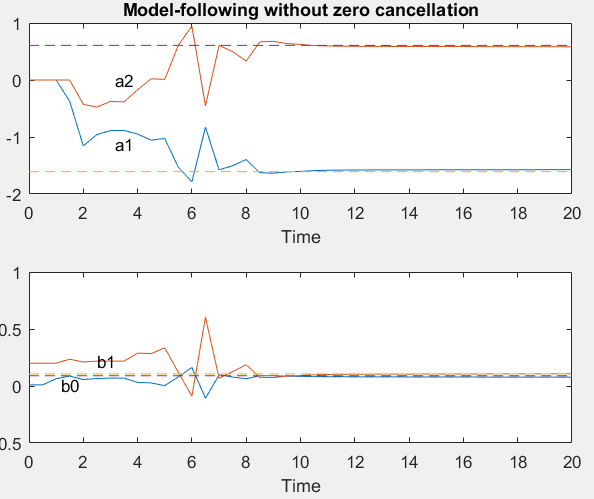 Model-following without zero cancellation
1
0
-1
-2
a2
a1
0 2 4 6 8 10 12 14 16 18 20
Time
1
0.5
0
0.5
b1
b0
0 2 4 6 8 10 12 14 16 18 20
Time